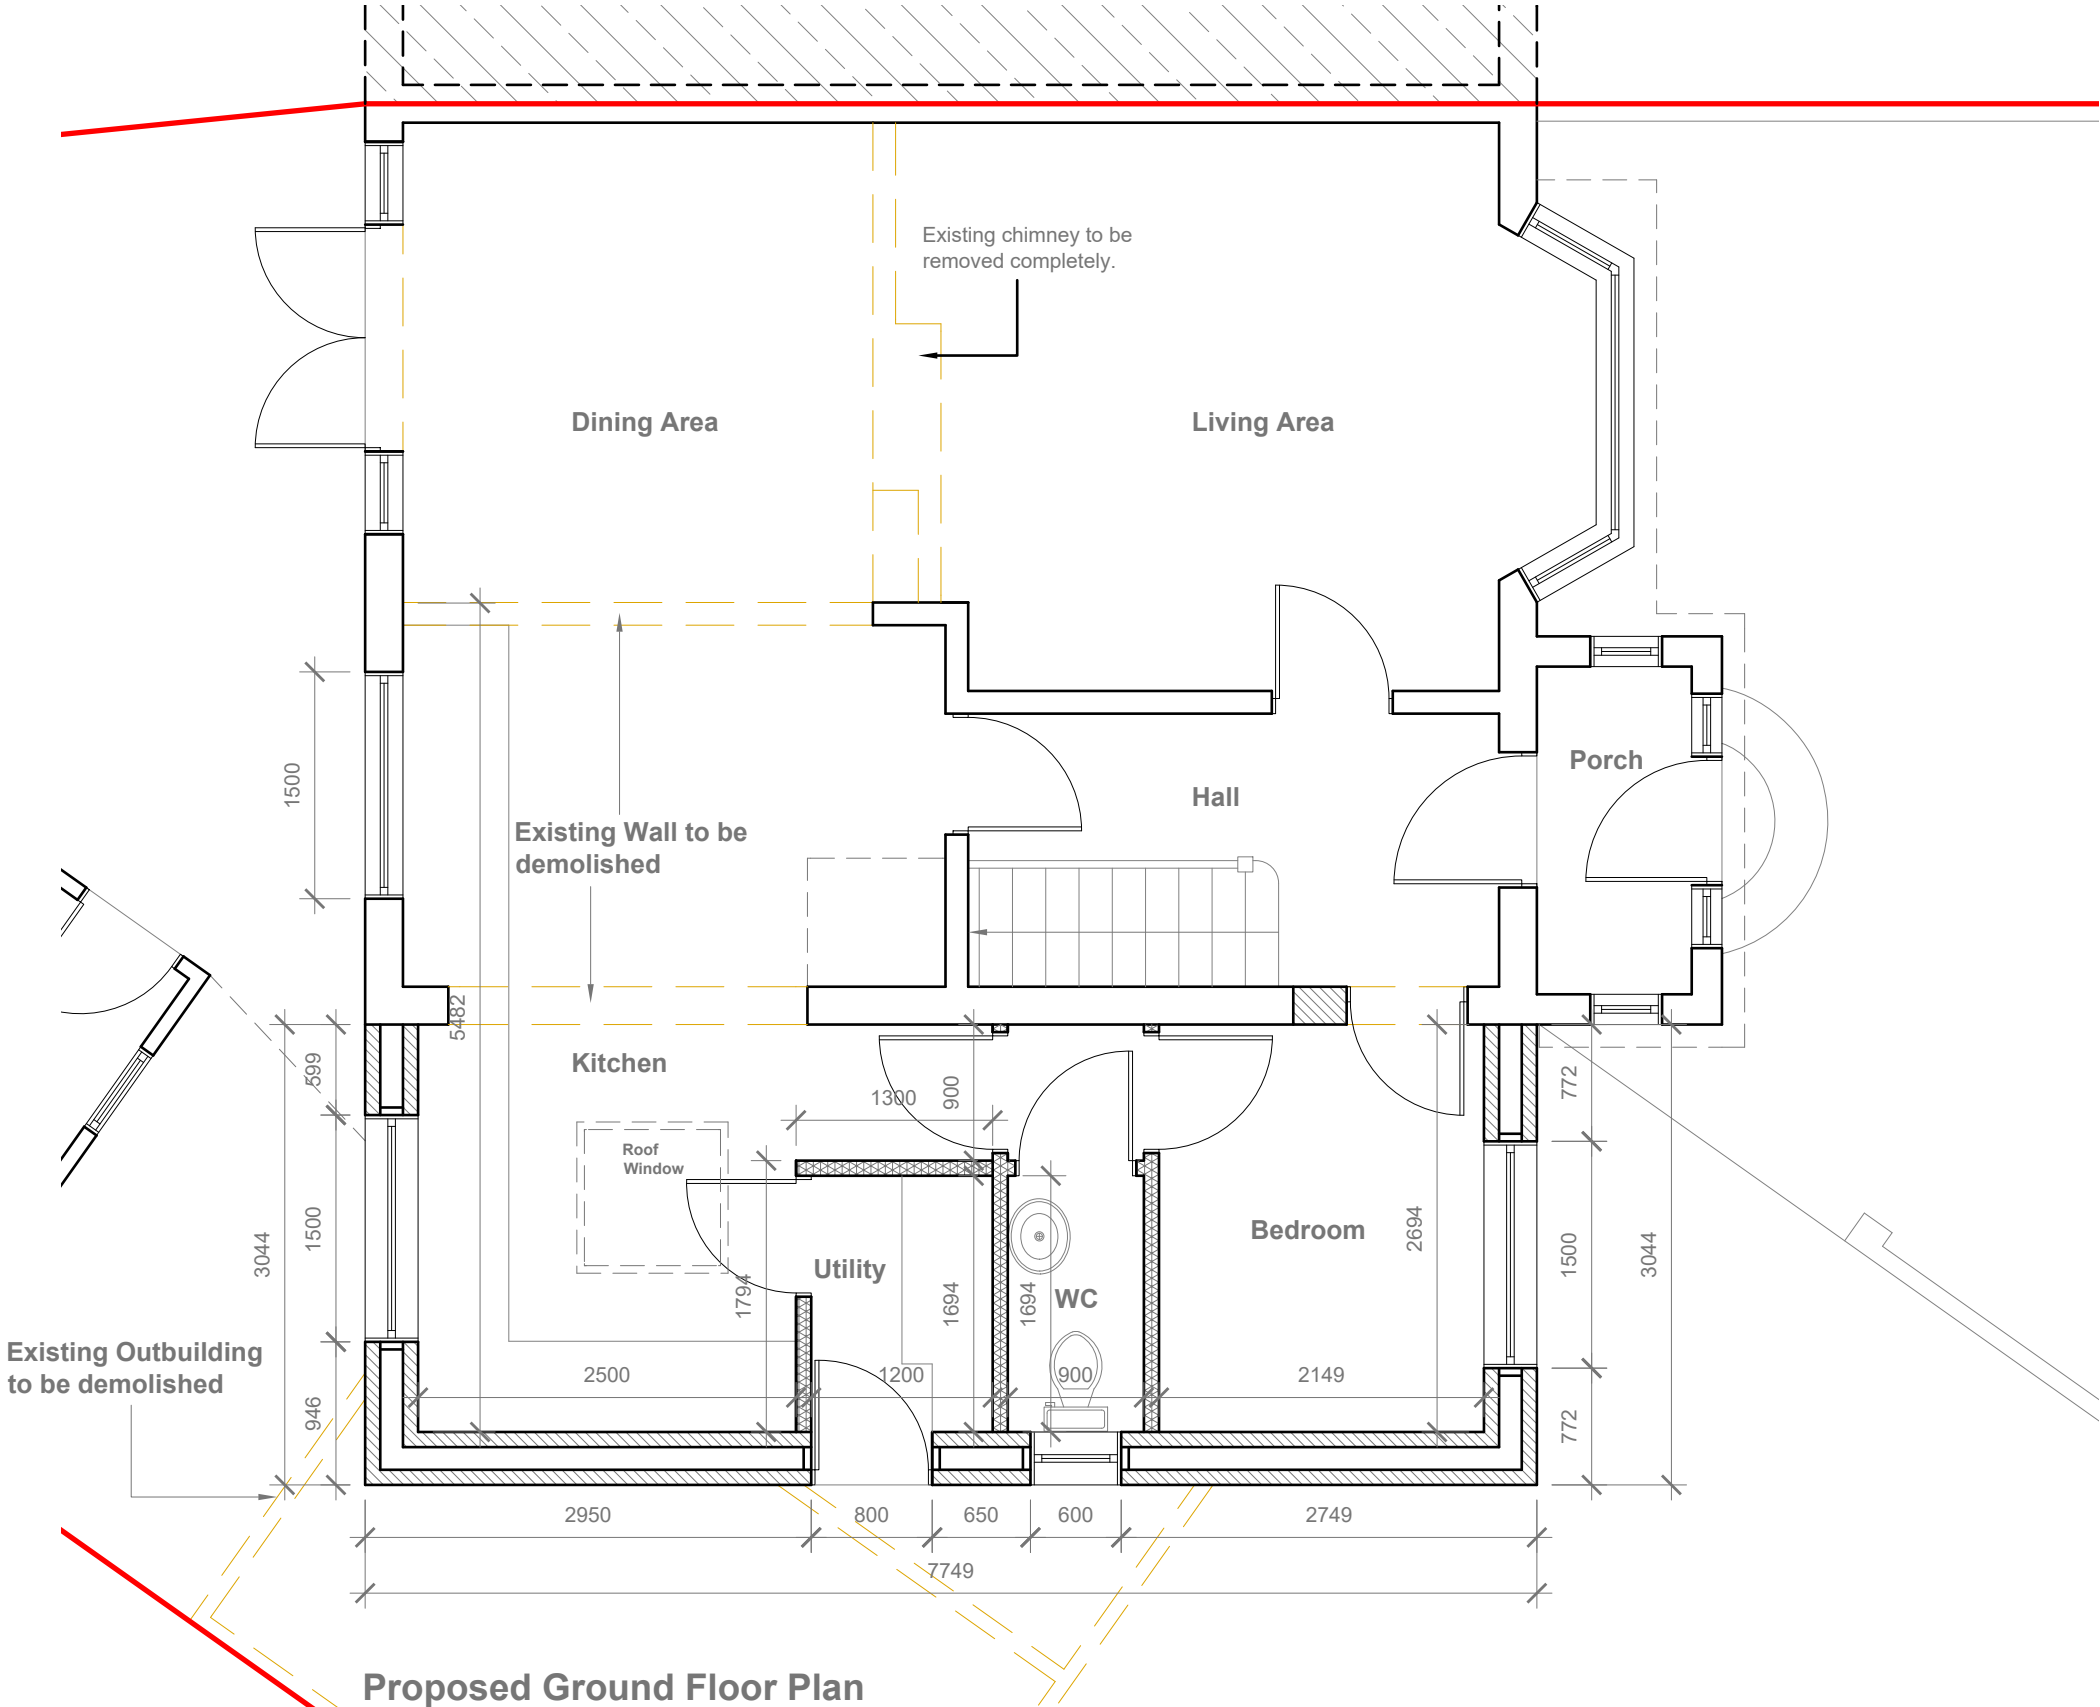 Existing chimney to be
removed completely.
Dining Area
Living Area
Porch
1500
Hall
Existing Wall to be
demolished
5482
599
Kitchen
1300
900
772
Roof
Window
3044
1500
1794
Utility
1694
1694
WC
Bedroom
2694
1500
3044
Existing Outbuilding
to be demolished
946
2500
1200
900
2149
772
2950
800
650
600
2749
7749
Proposed Ground Floor Plan